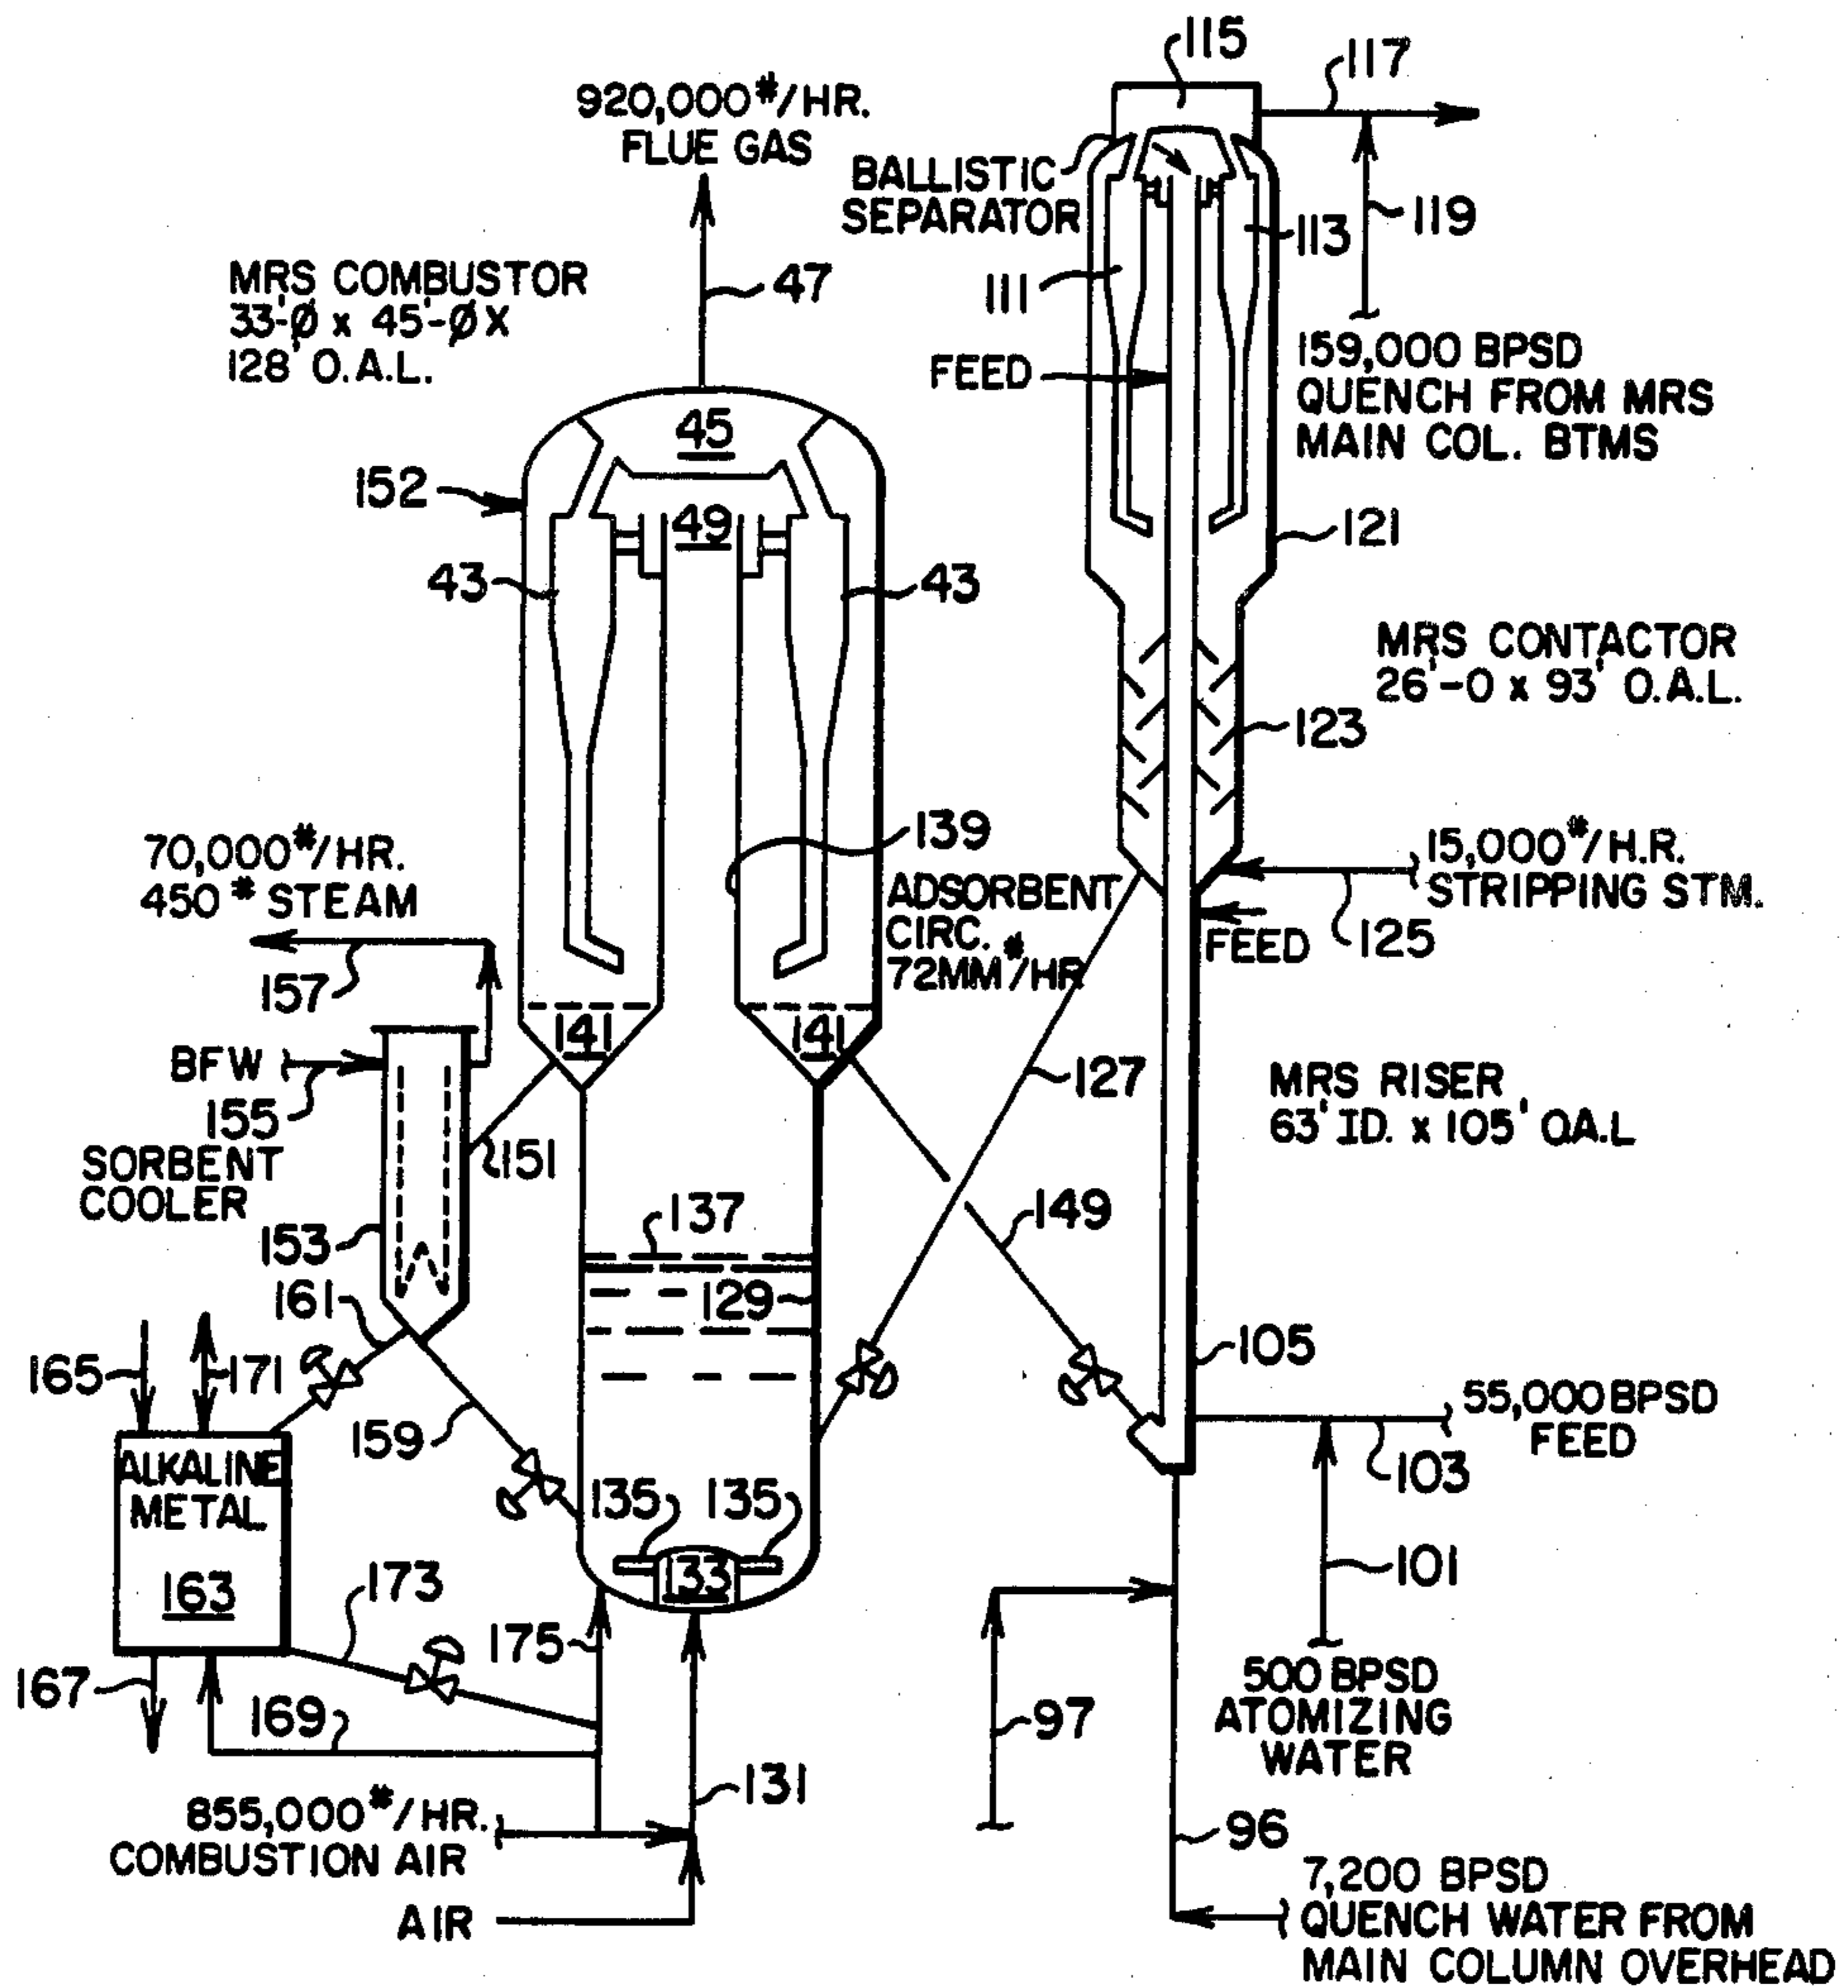 115
117
920,000#/HR.
FLUE GAS
BALLISTIC
SEPARATOR
119
113
MRS COMBUSTOR
33'-Ø x 45'-Ø X
128' O.A.L.
47
111
159,000 BPSD
QUENCH FROM MRS
MAIN COL. BTMS
FEED
45
152
49
121
43
43
MRS CONTACTOR
26'-0 x 93' O.A.L.
123
139
70,000#/HR.
450# STEAM
15,000#/H.R.
STRIPPING STM.
ADSORBENT
CIRC.
72MM#/HR
125
FEED
157
141
141
BFW
155
127
MRS RISER
63' ID. x 105' O.A.L
SORBENT
COOLER
151
153
137
149
129
161
165
171
105
159
55,000 BPSD
FEED
103
ALKALINE
METAL
163
135
135
133
101
173
175
167
169
97
500 BPSD
ATOMIZING
WATER
131
855,000#/HR.
COMBUSTION AIR
96
AIR
7,200 BPSD
QUENCH WATER FROM
MAIN COLUMN OVERHEAD